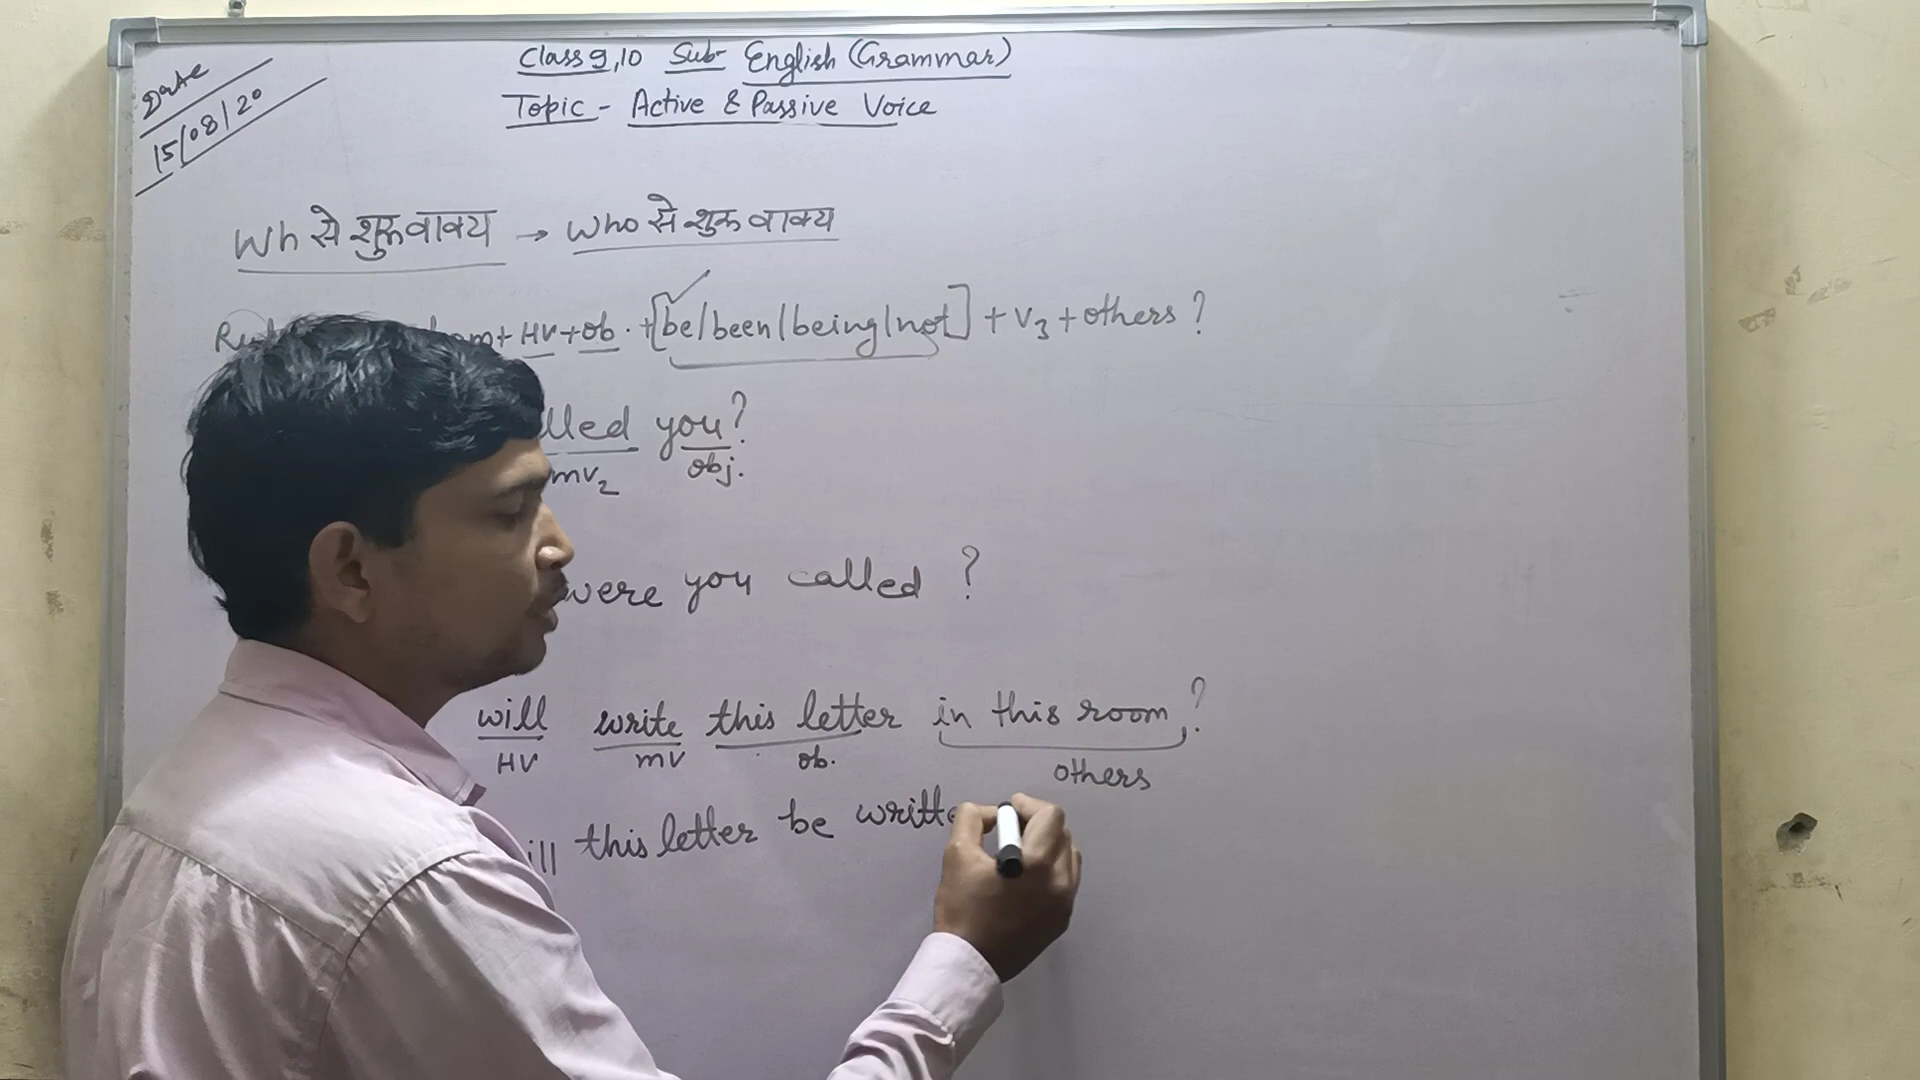 Date
15/08/20
Class 9,10 Sub- English (Grammar)
Topic - Active & Passive Voice
Wh से शुरू वाक्य → Who से शुरू वाक्य
+ HV + ob. + [be/been/being/not] + V3 + others ?
you?
mv2 obj.
were you called ?
will write this letter in this room ?
HV mv ob. others
this letter be